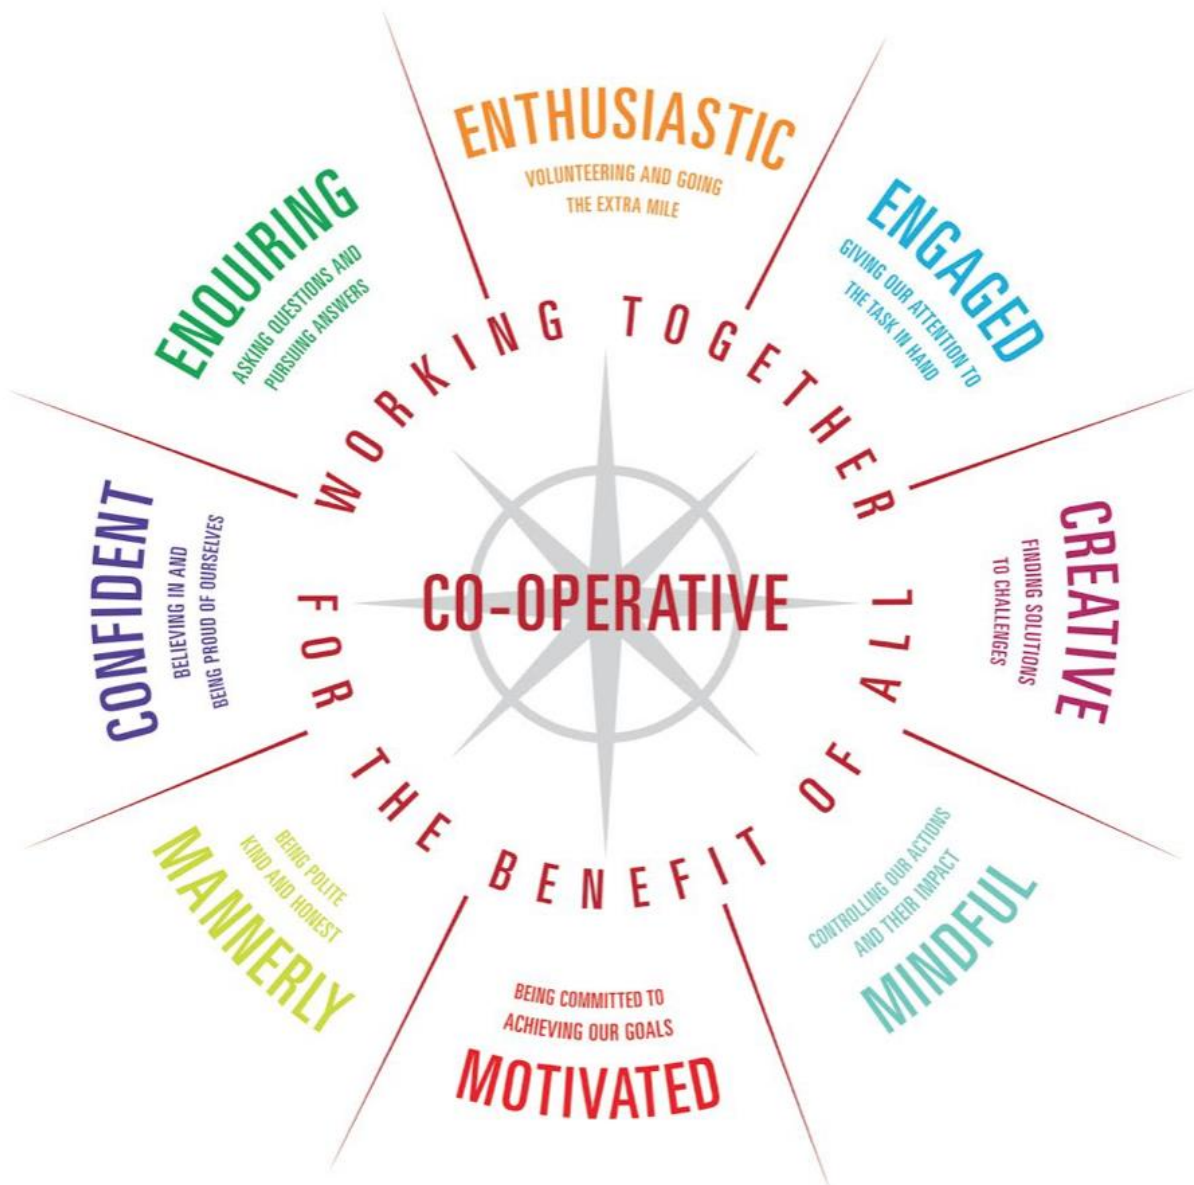 ENTHUSIASTIC
VOLUNTEERING AND GOING
THE EXTRA MILE
ENGAGED
GIVING OUR ATTENTION TO
THE TASK IN HAND
CREATIVE
FINDING SOLUTIONS
TO CHALLENGES
CONTROLLING OUR ACTIONS
AND THEIR IMPACT
MINDFUL
BEING COMMITTED TO
ACHIEVING OUR GOALS
MOTIVATED
BEING POLITE
KIND AND HONEST
MANNERLY
CONFIDENT
BELIEVING IN AND
BEING PROUD OF OURSELVES
ENQUIRING
ASKING QUESTIONS AND
PURSUING ANSWERS
WORKING TOGETHER
FOR THE BENEFIT OF ALL
CO-OPERATIVE